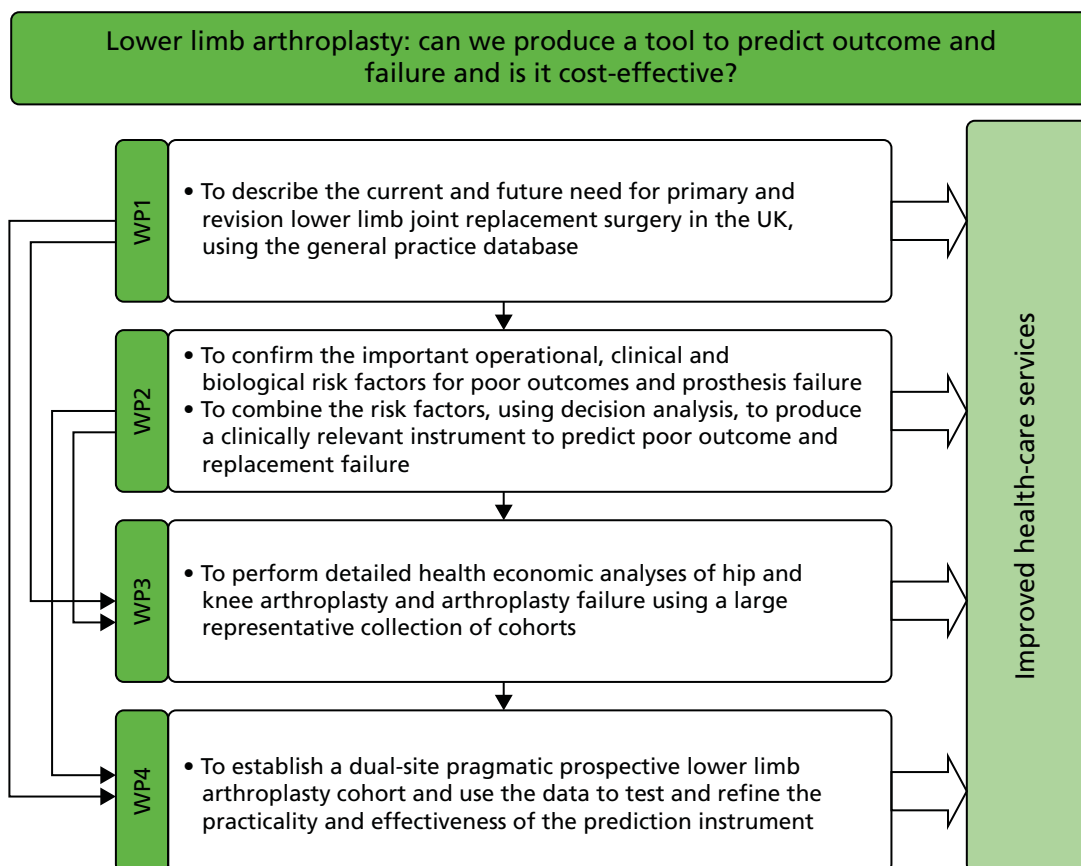 Lower limb arthroplasty: can we produce a tool to predict outcome and
failure and is it cost-effective?
WP1
• To describe the current and future need for primary and
revision lower limb joint replacement surgery in the UK,
using the general practice database
WP2
• To confirm the important operational, clinical and
biological risk factors for poor outcomes and prosthesis failure
• To combine the risk factors, using decision analysis, to produce
a clinically relevant instrument to predict poor outcome and
replacement failure
WP3
• To perform detailed health economic analyses of hip and
knee arthroplasty and arthroplasty failure using a large
representative collection of cohorts
WP4
• To establish a dual-site pragmatic prospective lower limb
arthroplasty cohort and use the data to test and refine the
practicality and effectiveness of the prediction instrument
Improved health-care services